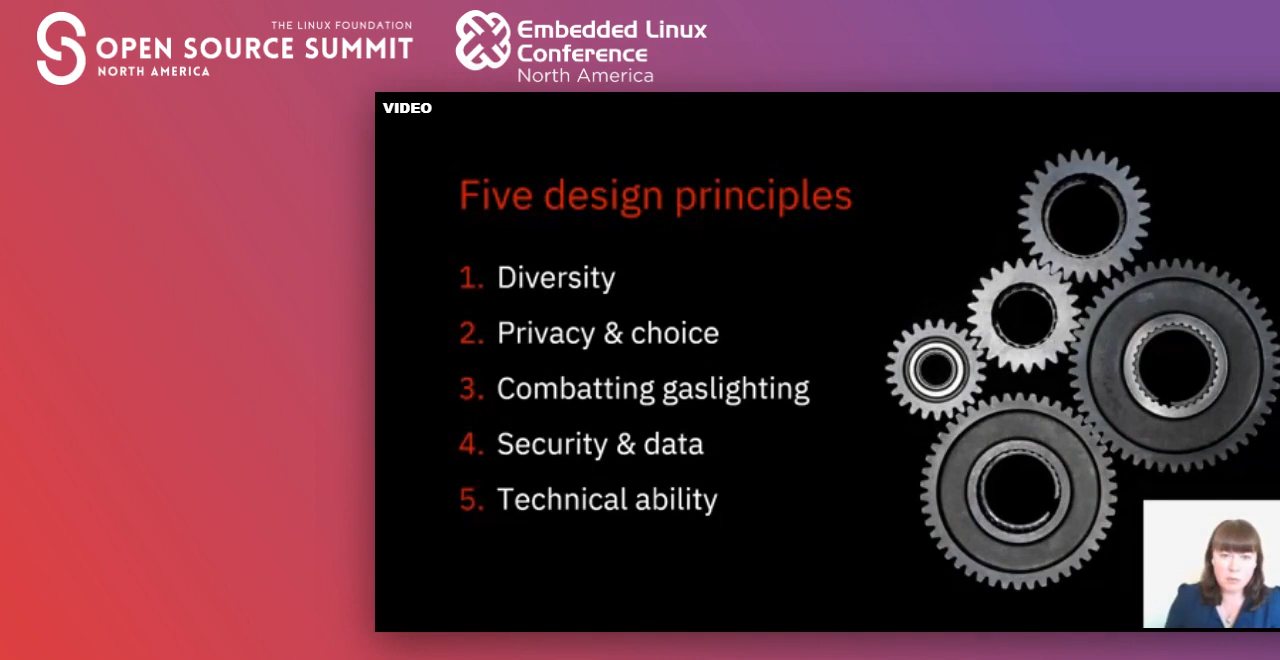 THE LINUX FOUNDATION
OPEN SOURCE SUMMIT
NORTH AMERICA
Embedded Linux
Conference
North America
VIDEO
Five design principles
1. Diversity
2. Privacy & choice
3. Combatting gaslighting
4. Security & data
5. Technical ability